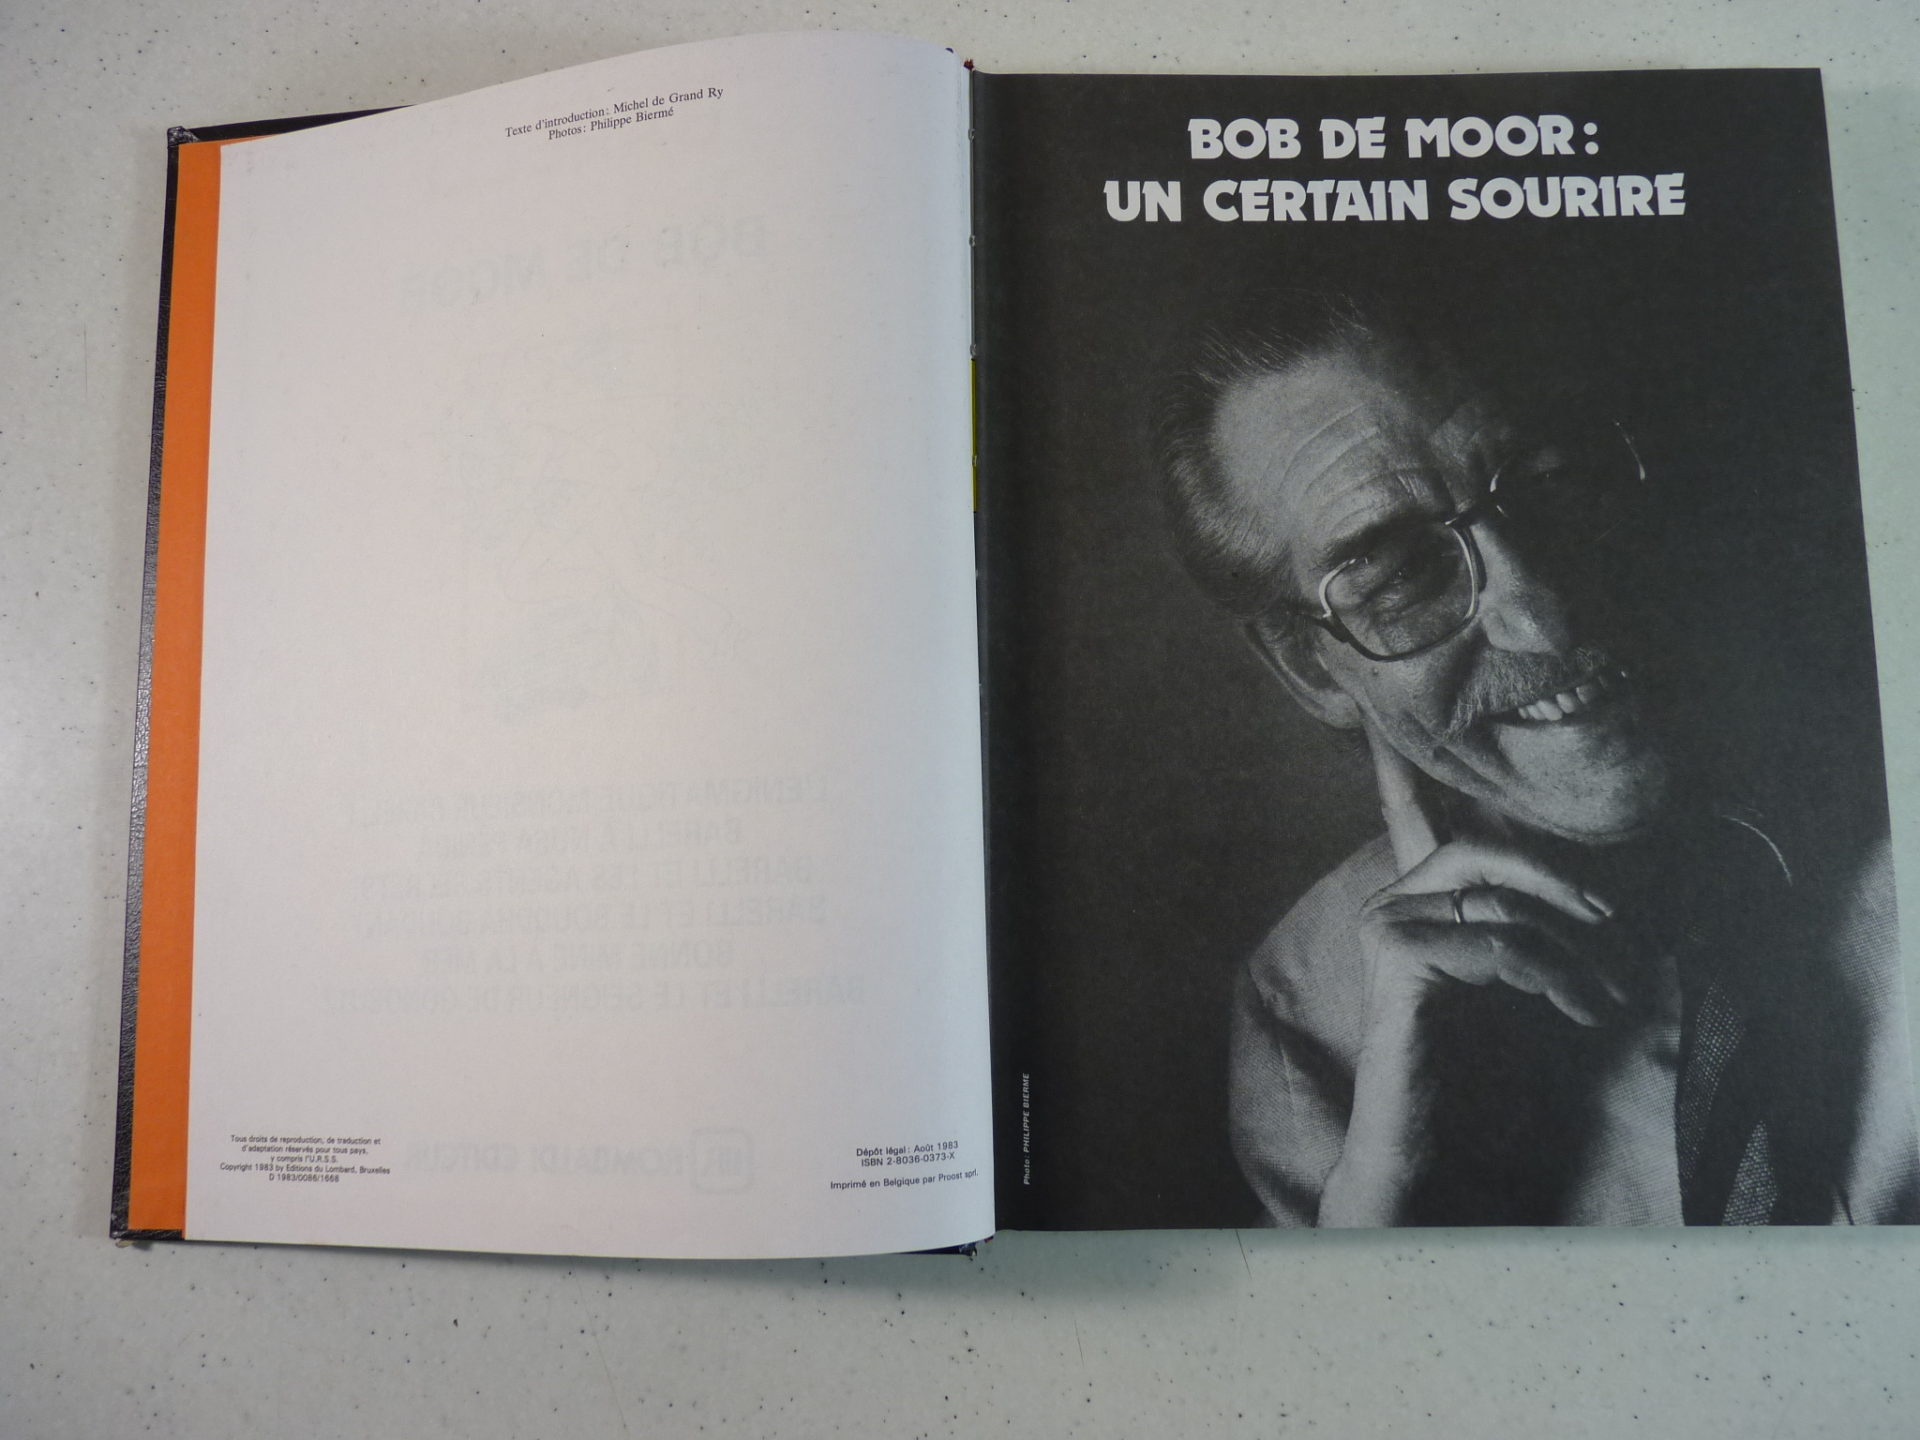 Texte d'introduction: Michel de Grand Ry
Photos: Philippe Biermé
Tous droits de reproduction, de traduction et
d'adaptation réservés pour tous pays,
y compris l'U.R.S.S.
Copyright 1983 by Editions du Lombard, Bruxelles
D 1983/0086/1668
Dépôt légal: Août 1983
ISBN 2-8036-0373-X
Imprimé en Belgique par Proost sprl.
BOB DE MOOR:
UN CERTAIN SOURIRE
Photo: PHILIPPE BIERME